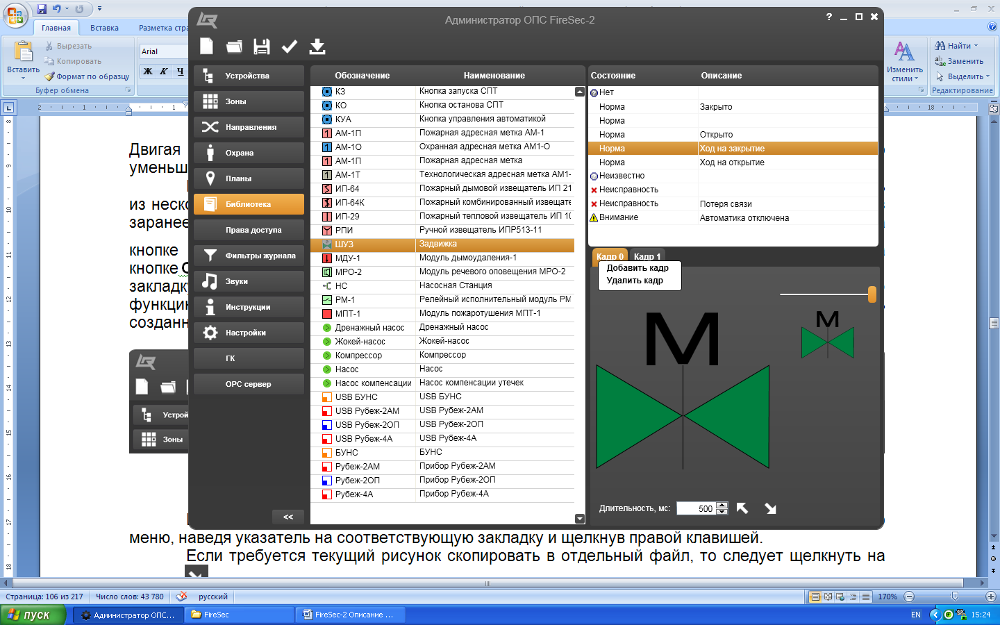 Администратор ОПС FireSec-2
?
Главная
Вставка
Разметка стра
Вырезать
Копировать
Формат по образцу
Вставить
Буфер обмена
Arial
Ж К Ч
Изменить
стили
Найти
Заменить
Выделить
Редактирование
2 1 1
18
Двигая
уменьш
из неско
заранее
кнопке
кнопке
закладк
функци
созданн
Устрой
Зоны
Устройства
Зоны
Направления
Охрана
Планы
Библиотека
Права доступа
Фильтры журнала
Звуки
Инструкции
Настройки
ГК
ОРС сервер
<<
Обозначение Наименование
КЗ Кнопка запуска СПТ
КО Кнопка останова СПТ
КУА Кнопка управления автоматикой
АМ-1П Пожарная адресная метка АМ-1
АМ-1О Охранная адресная метка АМ1-О
АМ-1П Пожарная адресная метка
АМ-1Т Технологическая адресная метка АМ1-
ИП-64 Пожарный дымовой извещатель ИП 21
ИП-64К Пожарный комбинированный извещате
ИП-29 Пожарный тепловой извещатель ИП 10
РПИ Ручной извещатель ИПР513-11
ШУЗ Задвижка
МДУ-1 Модуль дымоудаления-1
МРО-2 Модуль речевого оповещения МРО-2
НС Насосная Станция
РМ-1 Релейный исполнительный модуль РМ
МПТ-1 Модуль пожаротушения МПТ-1
Дренажный насос Дренажный насос
Жокей-насос Жокей-насос
Компрессор Компрессор
Насос Насос
Насос компенсации Насос компенсации утечек
USB БУНС USB БУНС
USB Рубеж-2АМ USB Рубеж-2АМ
USB Рубеж-2ОП USB Рубеж-2ОП
USB Рубеж-4А USB Рубеж-4А
БУНС БУНС
Рубеж-2АМ Прибор Рубеж-2АМ
Рубеж-2ОП Прибор Рубеж-2ОП
Рубеж-4А Прибор Рубеж-4А
Состояние Описание
Нет
Норма Закрыто
Норма
Норма Открыто
Норма Ход на закрытие
Норма Ход на открытие
Неизвестно
Неисправность
Неисправность Потеря связи
Внимание Автоматика отключена
Кадр 0 Кадр 1
Добавить кадр
Удалить кадр
М
М
Длительность, мс: 500
меню, наведя указатель на соответствующую закладку и щелкнув правой клавишей.
Если требуется текущий рисунок скопировать в отдельный файл, то следует щелкнуть на
Страница: 106 из 217 Число слов: 43 780 русский 170%
пуск Администратор ОПС... FireSec FireSec-2 Описание ... EN 15:24